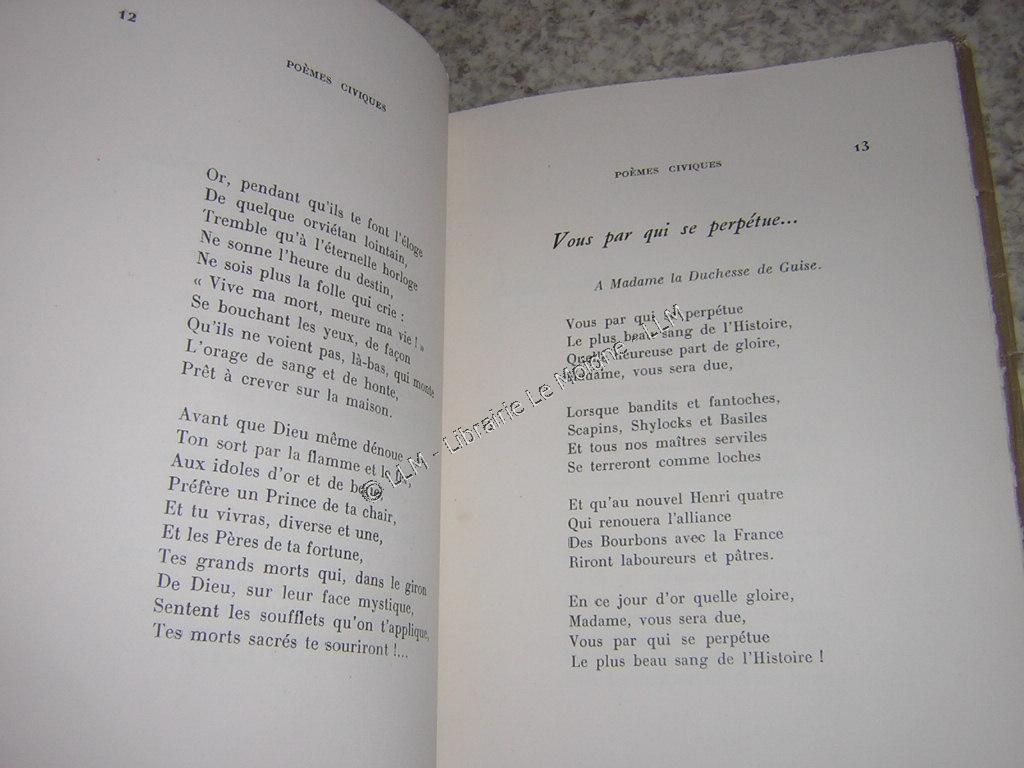 12
POÈMES CIVIQUES
Or, pendant qu'ils te font l'éloge
De quelque orviétan lointain,
Tremble qu'à l'éternelle horloge
Ne sonne l'heure du destin,
Ne sois plus la folle qui crie :
« Vive ma mort, meure ma vie ! »
Se bouchant les yeux, de façon
Qu'ils ne voient pas, là-bas, qui monte
L'orage de sang et de honte,
Prêt à crever sur la maison.
Avant que Dieu même dénoue
Ton sort par la flamme et le
Aux idoles d'or et de
Préfère un Prince de ta chair,
Et tu vivras, diverse et une,
Et les Pères de ta fortune,
Tes grands morts qui, dans le giron
De Dieu, sur leur face mystique,
Sentent les soufflets qu'on t'applique,
Tes morts sacrés te souriront !...
13
POÈMES CIVIQUES
Vous par qui se perpétue...
A Madame la Duchesse de Guise.
Vous par qui se perpétue
Le plus beau sang de l'Histoire,
Quelle heureuse part de gloire,
Madame, vous sera due,
Lorsque bandits et fantoches,
Scapins, Shylocks et Basiles
Et tous nos maîtres serviles
Se terreront comme loches
Et qu'au nouvel Henri quatre
Qui renouera l'alliance
Des Bourbons avec la France
Riront laboureurs et pâtres.
En ce jour d'or quelle gloire,
Madame, vous sera due,
Vous par qui se perpétue
Le plus beau sang de l'Histoire !
© LLM - Librairie Le Moigne - LLM